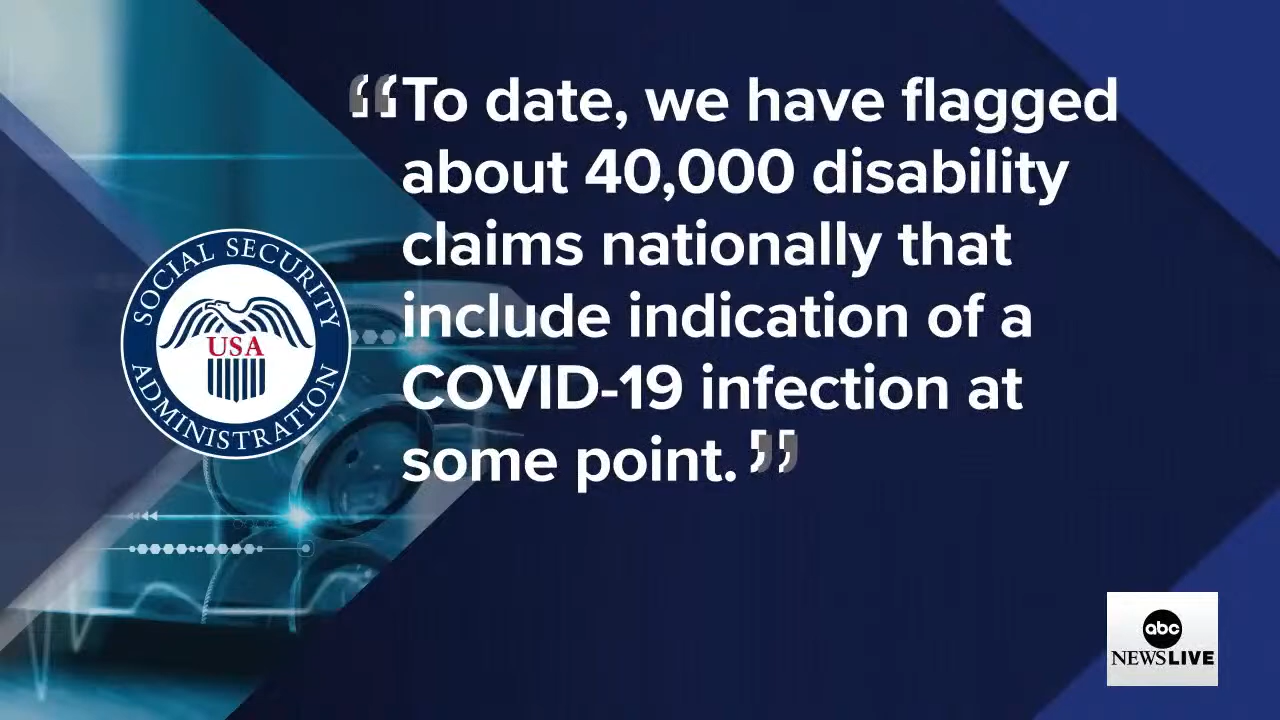 “To date, we have flagged
about 40,000 disability
claims nationally that
include indication of a
COVID-19 infection at
some point.”
SOCIAL SECURITY
USA
ADMINISTRATION
abc
NEWS LIVE